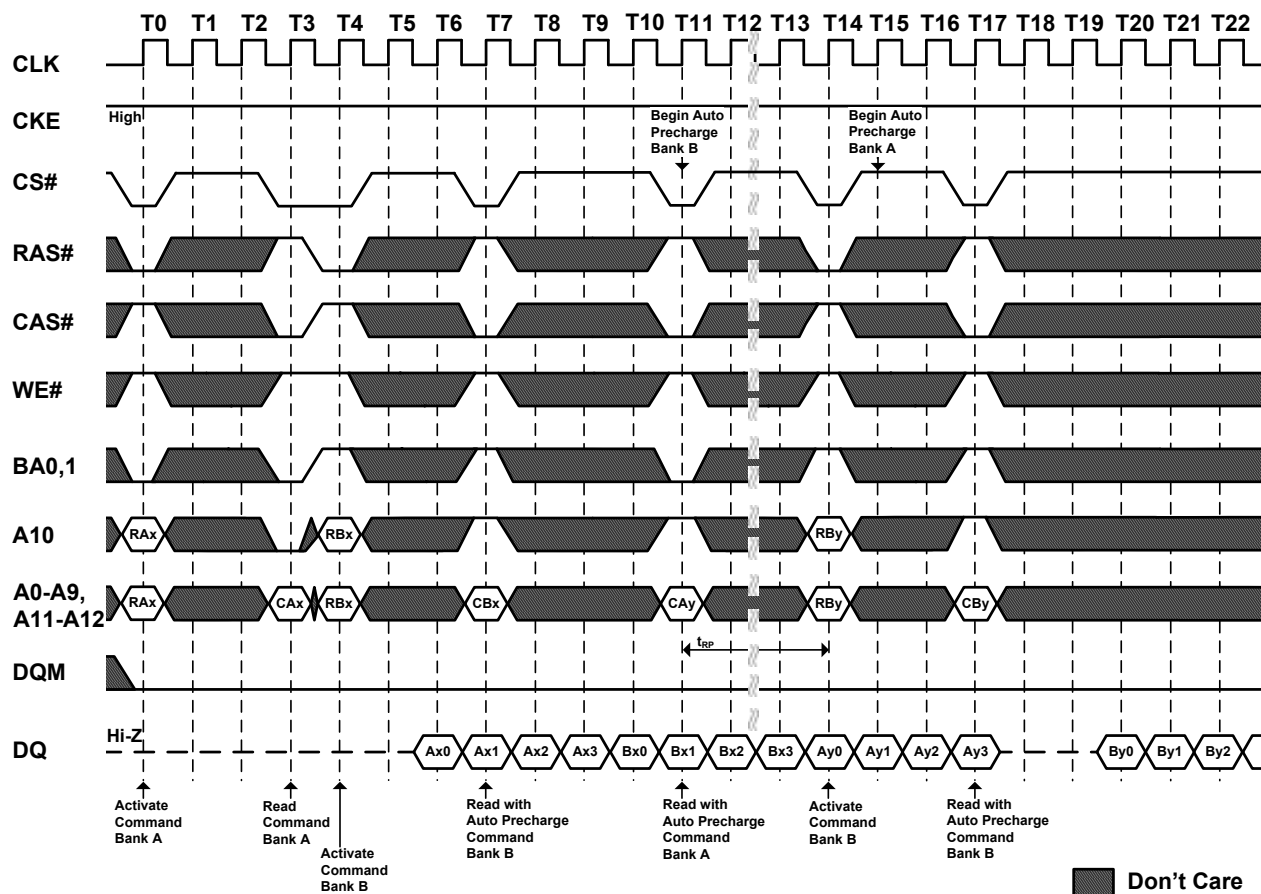 T0 T1 T2 T3 T4 T5 T6 T7 T8 T9 T10 T11 T12 T13 T14 T15 T16 T17 T18 T19 T20 T21 T22
CLK
CKE
High
Begin Auto
Precharge
Bank B
Begin Auto
Precharge
Bank A
CS#
RAS#
CAS#
WE#
BA0,1
A10
RAx RBx RBy
A0-A9,
A11-A12
RAx CAx RBx CBx CAy RBy CBy
tRP
DQM
DQ
Hi-Z
Ax0 Ax1 Ax2 Ax3 Bx0 Bx1 Bx2 Bx3 Ay0 Ay1 Ay2 Ay3 By0 By1 By2
Activate
Command
Bank A
Read
Command
Bank A
Activate
Command
Bank B
Read with
Auto Precharge
Command
Bank B
Read with
Auto Precharge
Command
Bank A
Activate
Command
Bank B
Read with
Auto Precharge
Command
Bank B
Don't Care